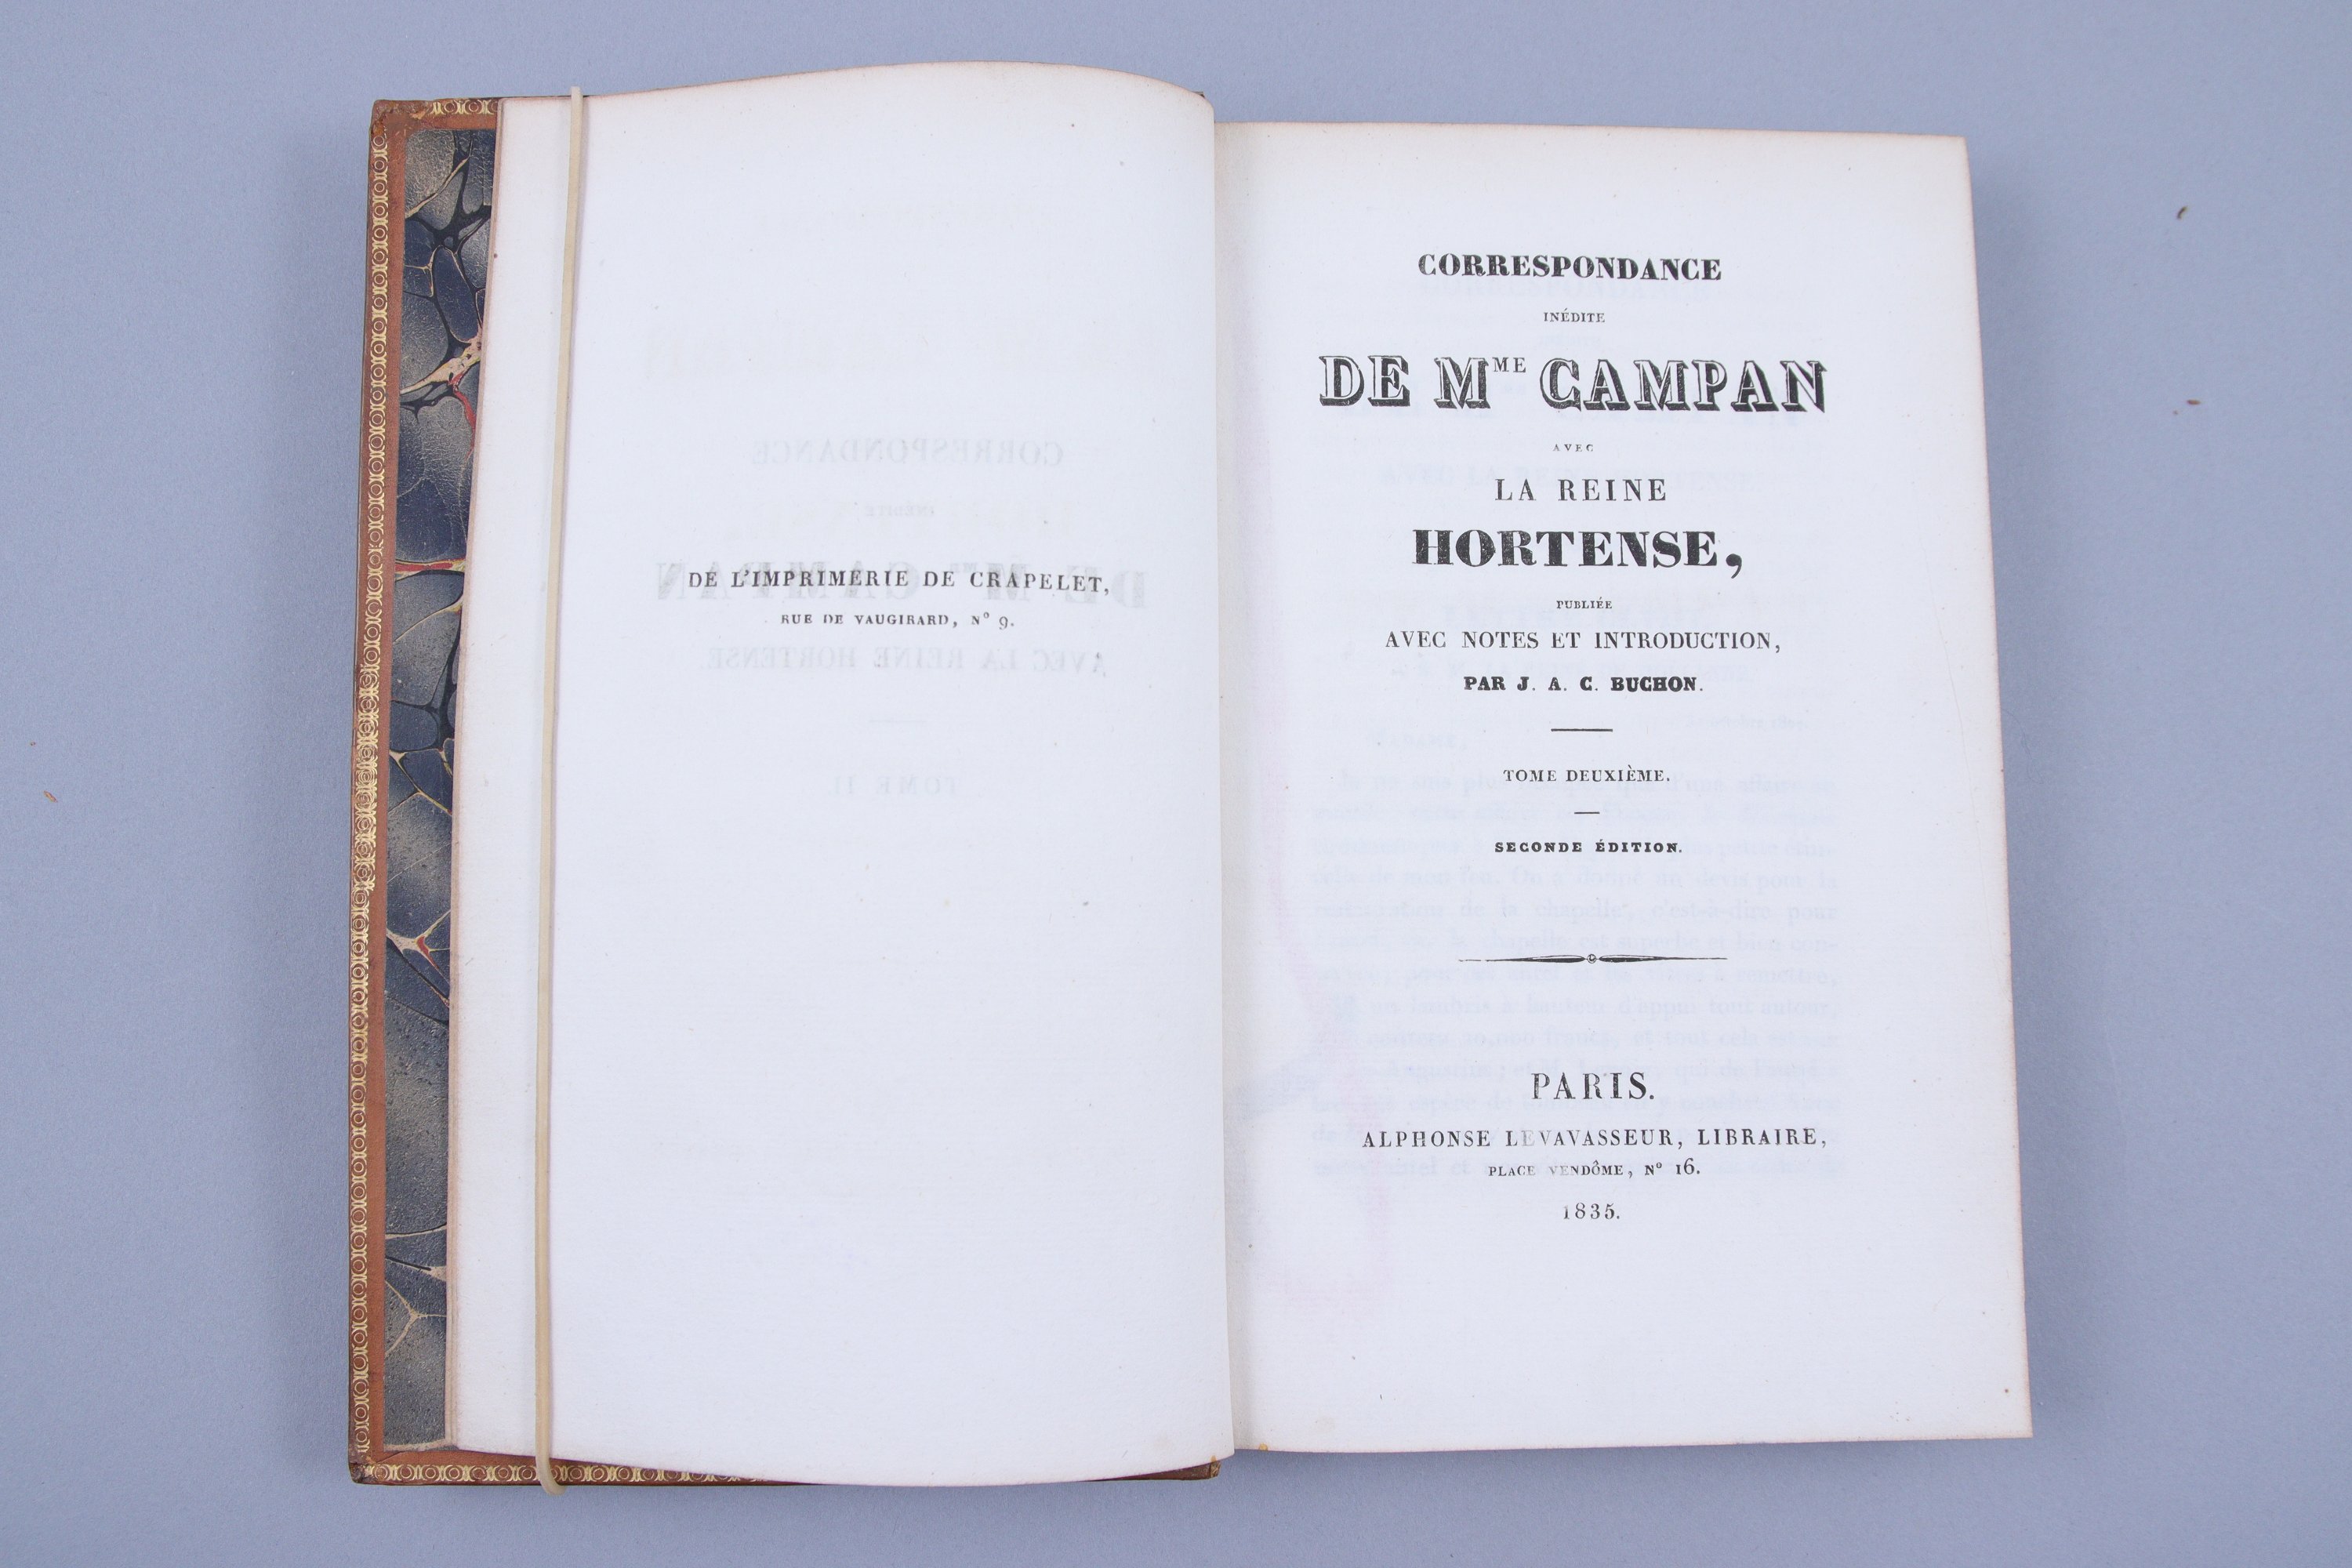 DE L'IMPRIMERIE DE CRAPELET,
RUE DE VAUGIRARD, N° 9.
CORRESPONDANCE
INÉDITE
DE MME CAMPAN
AVEC
LA REINE
HORTENSE,
PUBLIÉE
AVEC NOTES ET INTRODUCTION,
PAR J. A. C. BUCHON.
TOME DEUXIÈME.
SECONDE ÉDITION.
PARIS.
ALPHONSE LEVAVASSEUR, LIBRAIRE,
PLACE VENDÔME, N° 16.
1835.